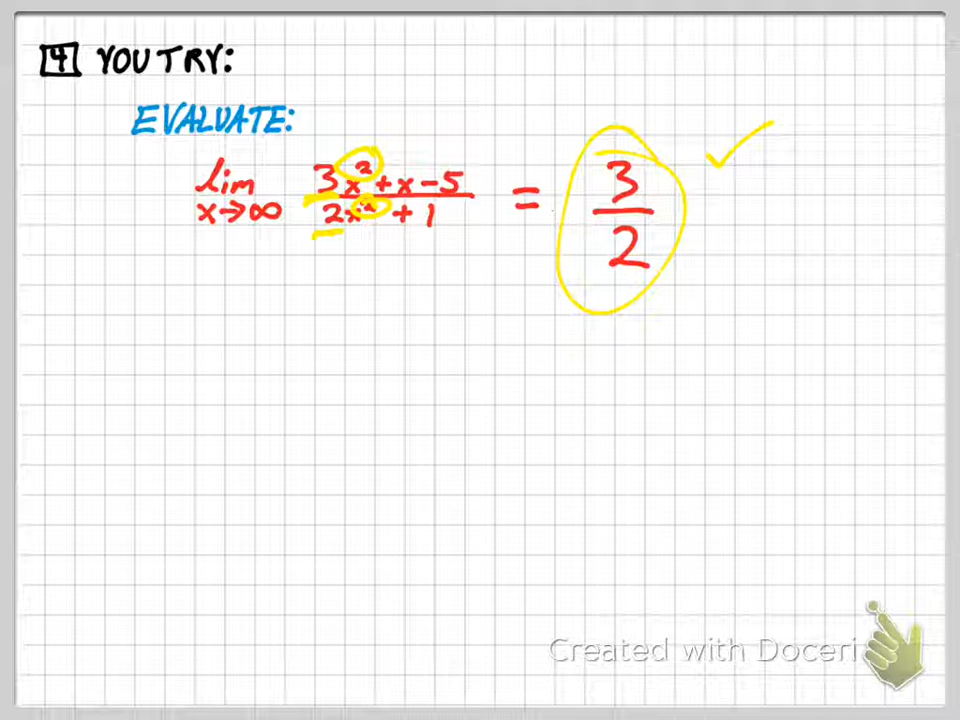 4 YOU TRY:
EVALUATE:
lim x→∞ (3x² + x − 5)/(2x² + 1) = 3/2 ✓
Created with Doceri